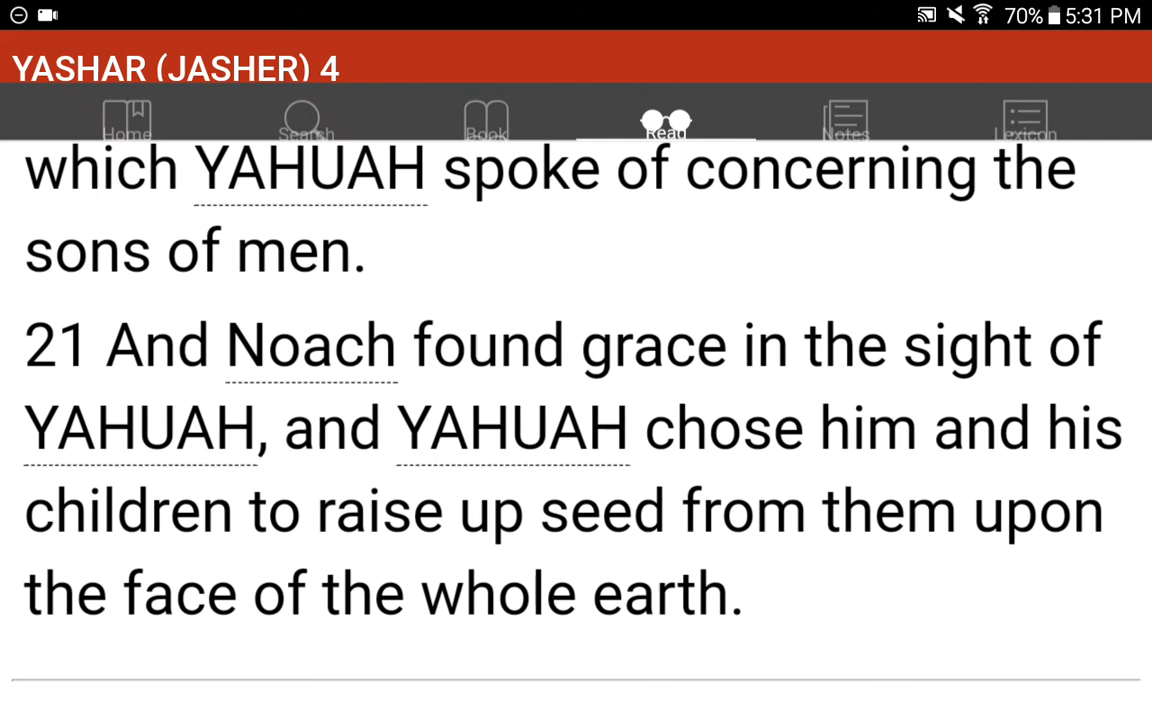 70% 5:31 PM
YASHAR (JASHER) 4
Home Search Book Read Notes Lexicon
which YAHUAH spoke of concerning the
sons of men.
21 And Noach found grace in the sight of
YAHUAH, and YAHUAH chose him and his
children to raise up seed from them upon
the face of the whole earth.